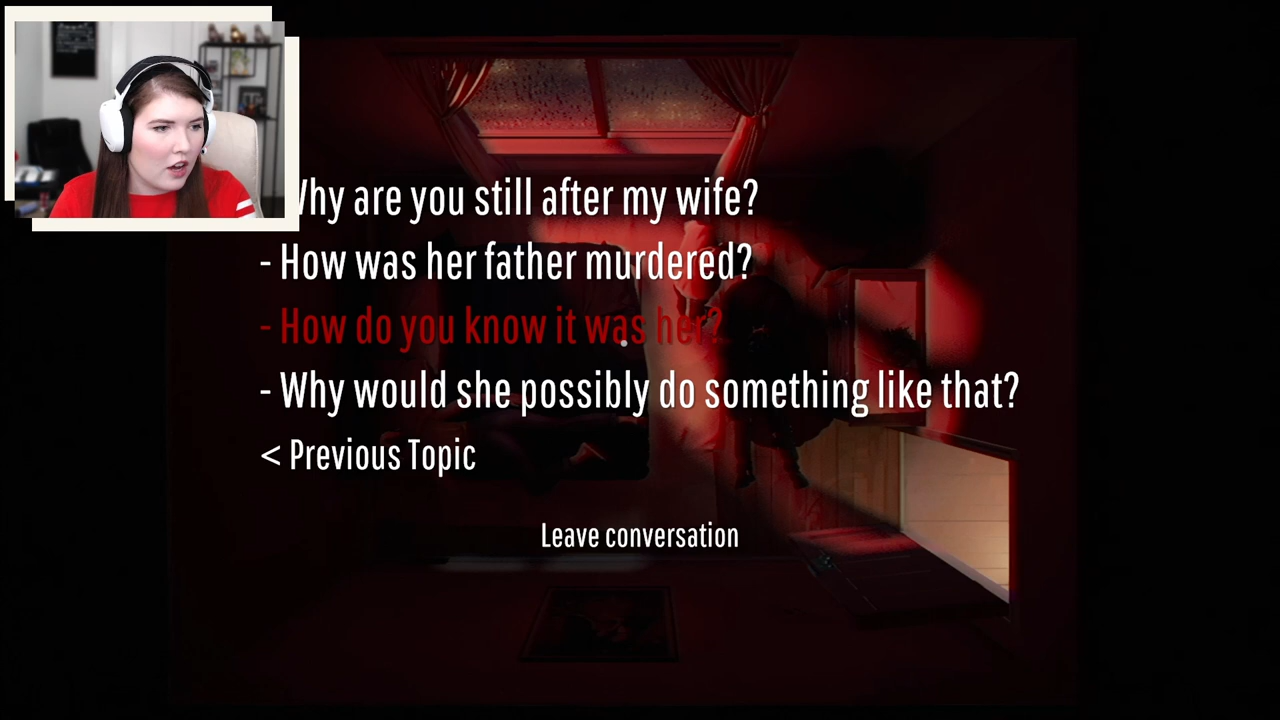 Why are you still after my wife?
- How was her father murdered?
- How do you know it was her?
- Why would she possibly do something like that?
< Previous Topic
Leave conversation